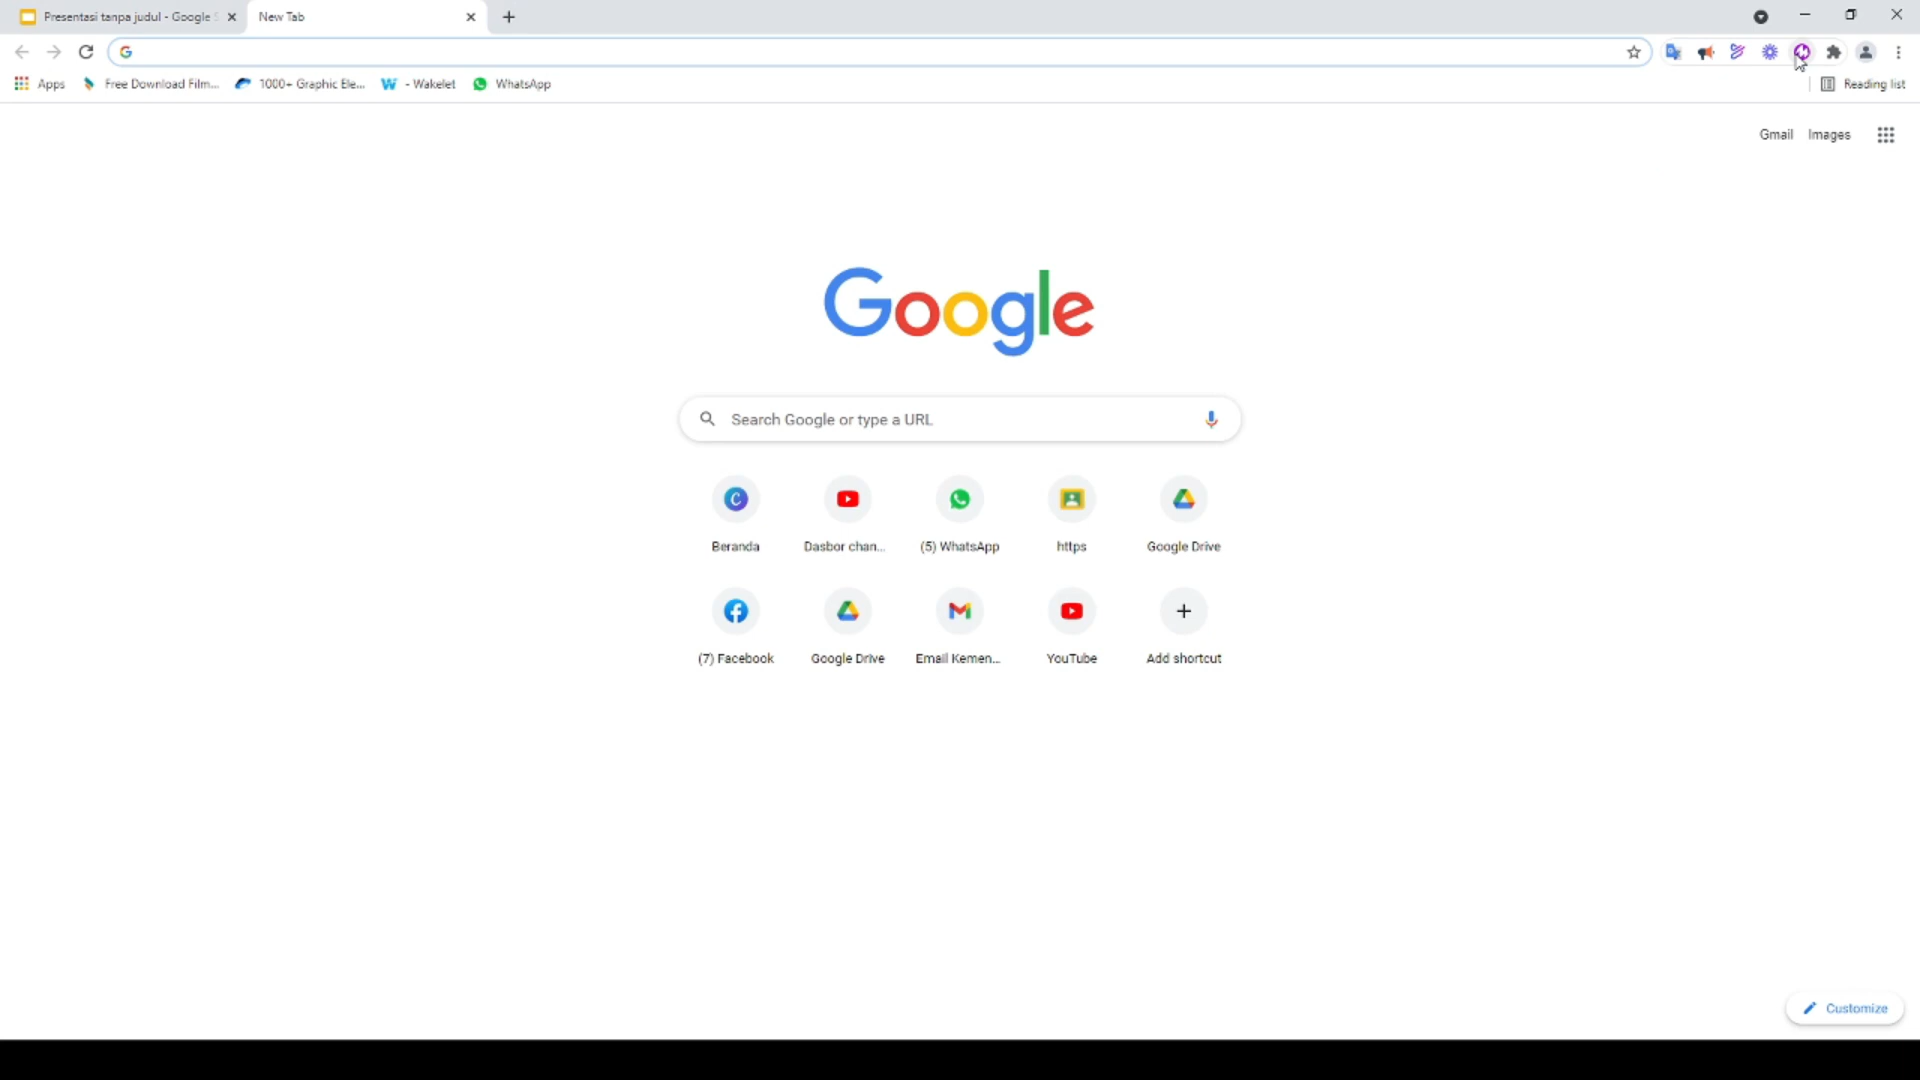 Presentasi tanpa judul - Google S
New Tab
Apps
Free Download Film...
1000+ Graphic Ele...
- Wakelet
WhatsApp
Reading list
Gmail
Images
Google
Search Google or type a URL
Beranda
Dasbor chan...
(5) WhatsApp
https
Google Drive
(7) Facebook
Google Drive
Email Kemen...
YouTube
Add shortcut
Customize